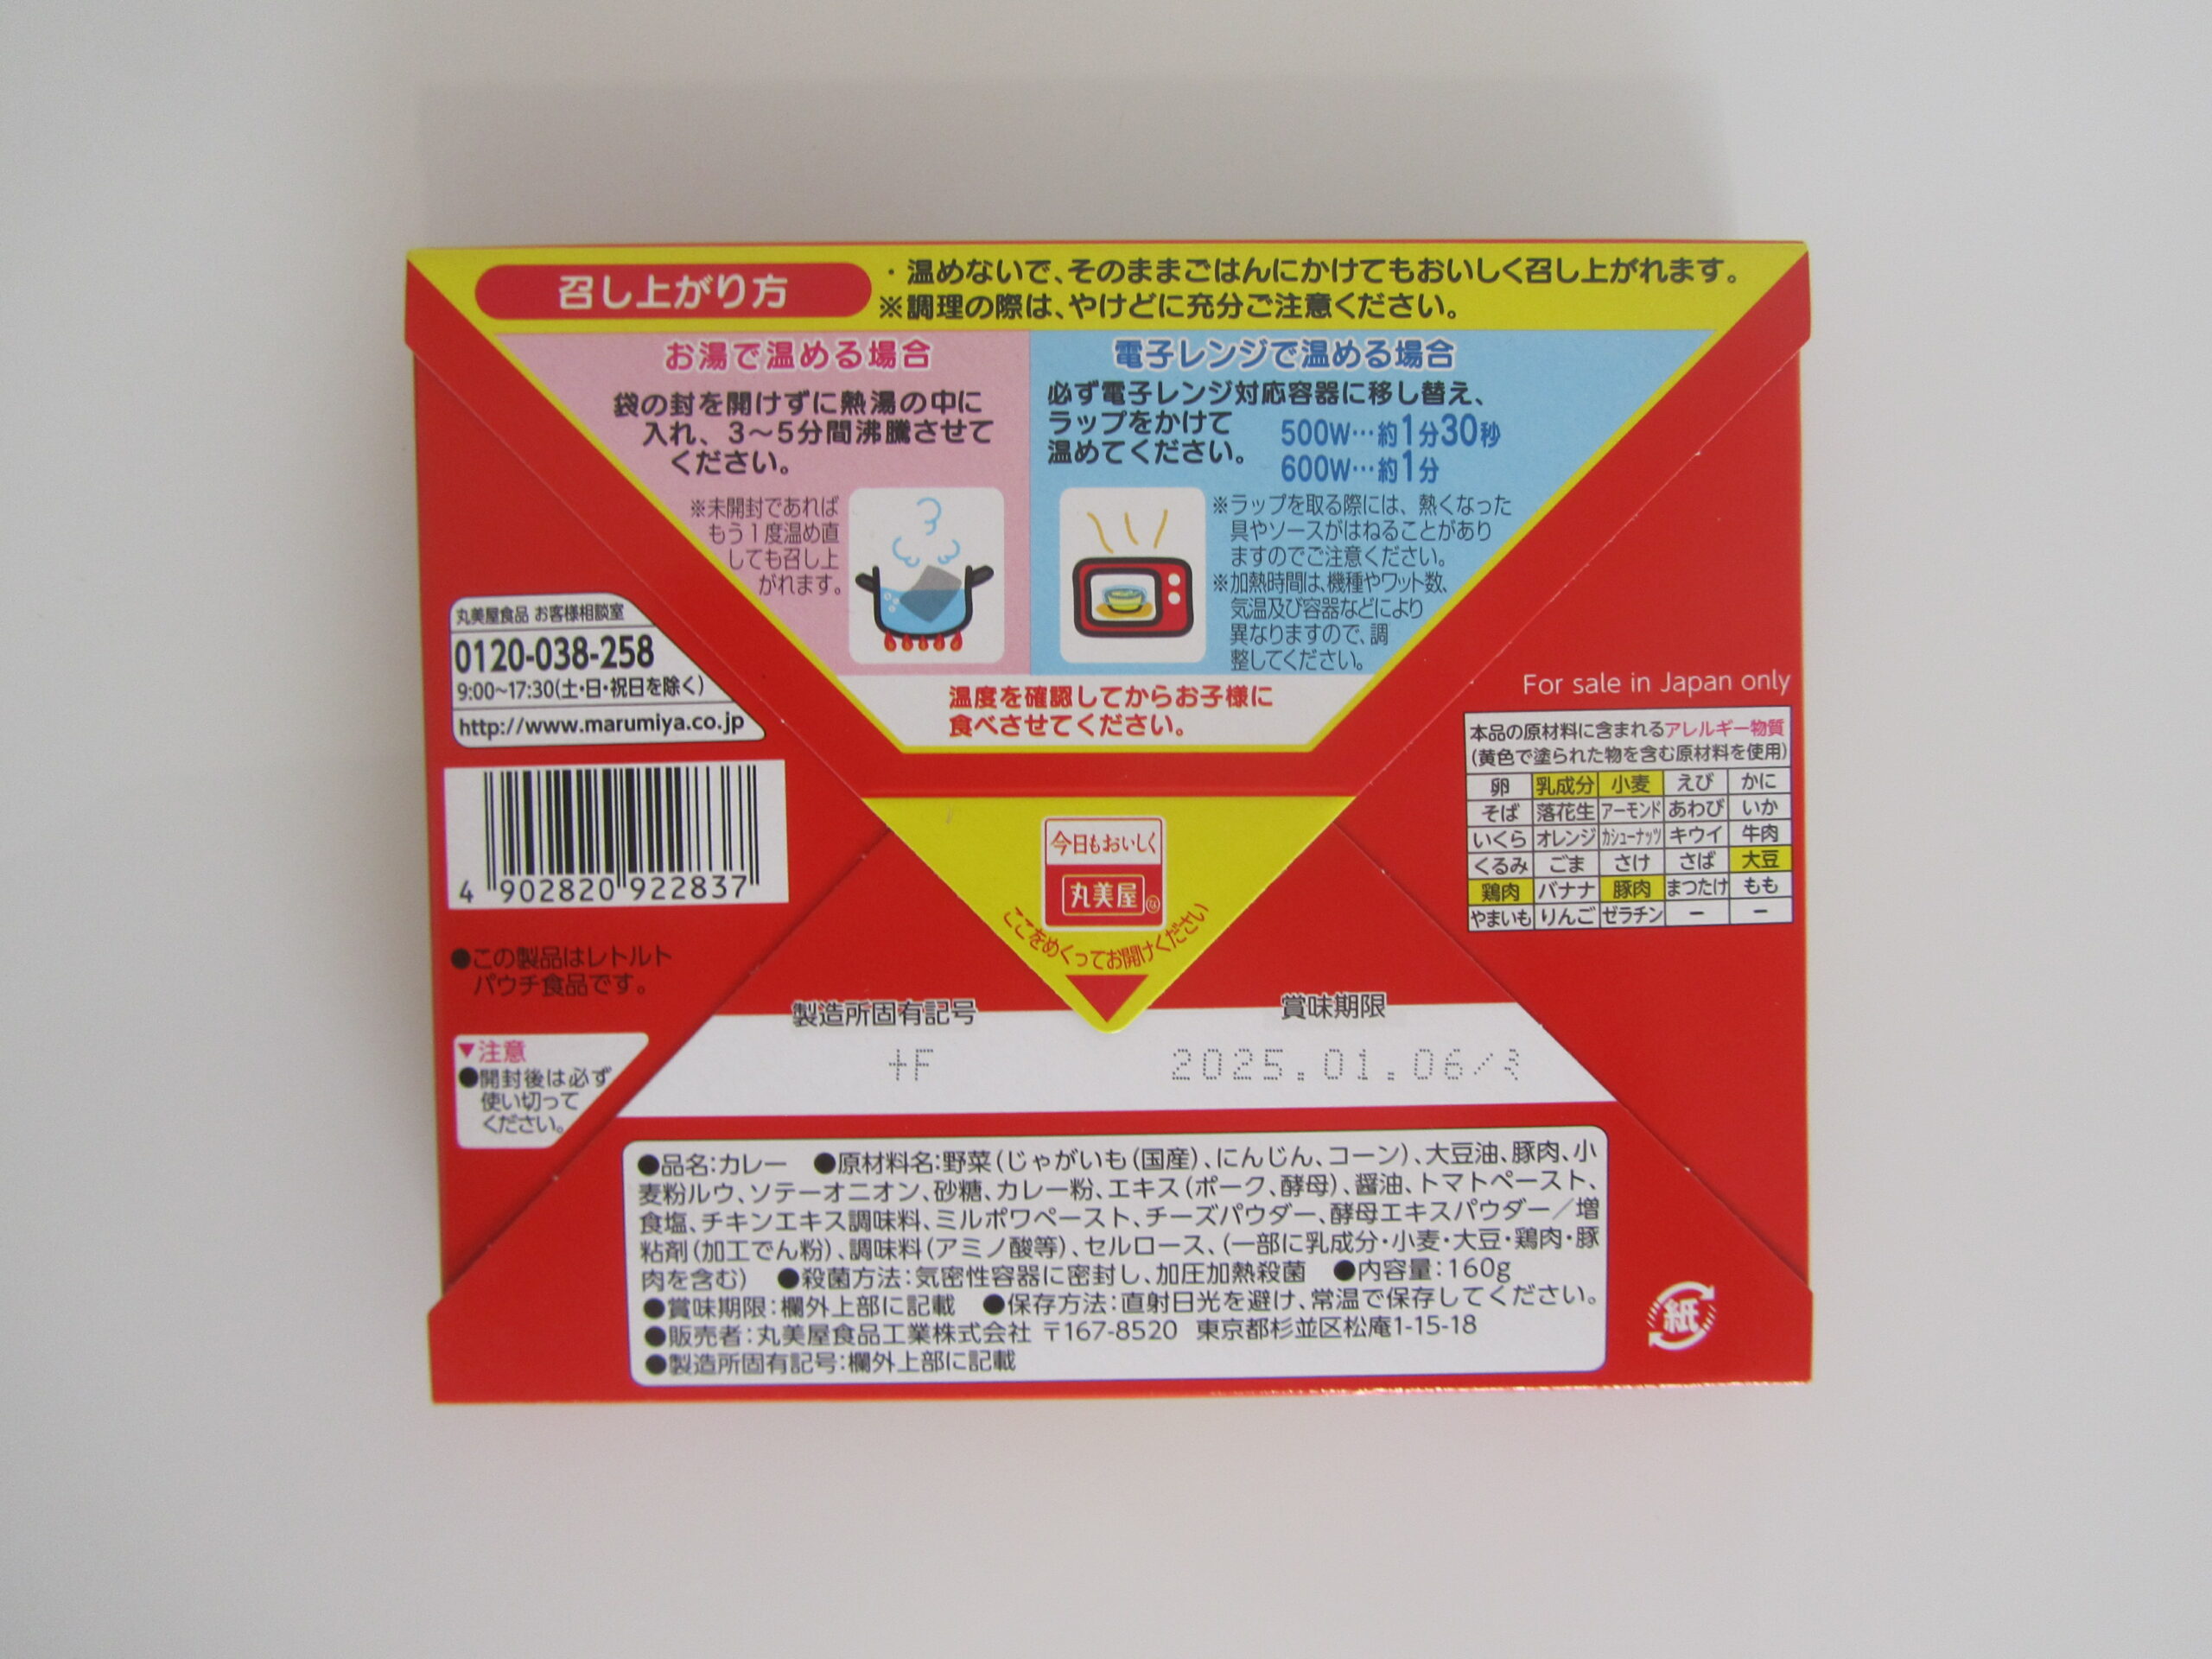 召し上がり方
・温めないで、そのままごはんにかけてもおいしく召し上がれます。
※調理の際は、やけどに充分ご注意ください。
お湯で温める場合
袋の封を開けずに熱湯の中に
入れ、3〜5分間沸騰させて
ください。
※未開封であれば
もう1度温め直
しても召し上
がれます。
電子レンジで温める場合
必ず電子レンジ対応容器に移し替え、
ラップをかけて
温めてください。
500W…約1分30秒
600W…約1分
※ラップを取る際には、熱くなった
具やソースがはねることがあり
ますのでご注意ください。
※加熱時間は、機種やワット数、
気温及び容器などにより
異なりますので、調
整してください。
温度を確認してからお子様に
食べさせてください。
丸美屋食品 お客様相談室
0120-038-258
9:00~17:30(土・日・祝日を除く)
http://www.marumiya.co.jp
4 902820 922837
●この製品はレトルト
パウチ食品です。
▼注意
●開封後は必ず
使い切って
ください。
今日もおいしく
丸美屋
ここをめくってお開けください
For sale in Japan only
本品の原材料に含まれるアレルギー物質
(黄色で塗られた物を含む原材料を使用)
卵 乳成分 小麦 えび かに
そば 落花生 アーモンド あわび いか
いくら オレンジ カシューナッツ キウイ 牛肉
くるみ ごま さけ さば 大豆
鶏肉 バナナ 豚肉 まつたけ もも
やまいも りんご ゼラチン − −
製造所固有記号
+F
賞味期限
2025.01.06/
●品名:カレー ●原材料名:野菜(じゃがいも(国産)、にんじん、コーン)、大豆油、豚肉、小
麦粉ルウ、ソテーオニオン、砂糖、カレー粉、エキス(ポーク、酵母)、醤油、トマトペースト、
食塩、チキンエキス調味料、ミルポワペースト、チーズパウダー、酵母エキスパウダー/増
粘剤(加工でん粉)、調味料(アミノ酸等)、セルロース、(一部に乳成分・小麦・大豆・鶏肉・豚
肉を含む) ●殺菌方法:気密性容器に密封し、加圧加熱殺菌 ●内容量:160g
●賞味期限:欄外上部に記載 ●保存方法:直射日光を避け、常温で保存してください。
●販売者:丸美屋食品工業株式会社 〒167-8520 東京都杉並区松庵1-15-18
●製造所固有記号:欄外上部に記載
紙